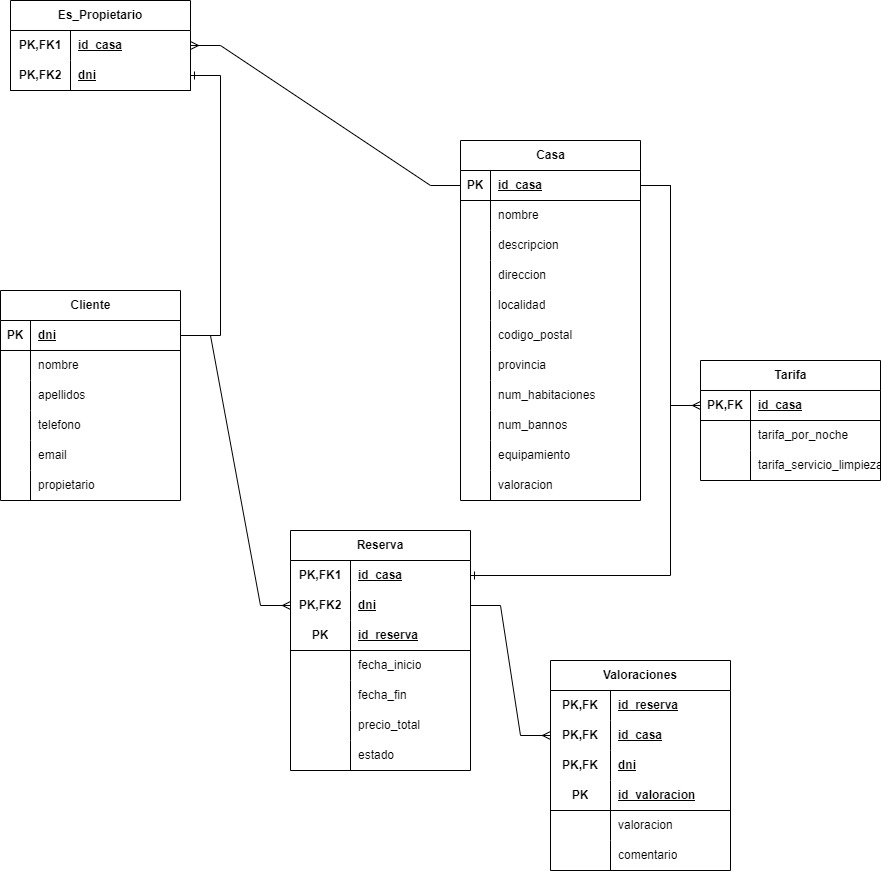 Es_Propietario
PK,FK1 id_casa
PK,FK2 dni
Casa
PK id_casa
nombre
descripcion
direccion
localidad
codigo_postal
provincia
num_habitaciones
num_bannos
equipamiento
valoracion
Cliente
PK dni
nombre
apellidos
telefono
email
propietario
Tarifa
PK,FK id_casa
tarifa_por_noche
tarifa_servicio_limpieza
Reserva
PK,FK1 id_casa
PK,FK2 dni
PK id_reserva
fecha_inicio
fecha_fin
precio_total
estado
Valoraciones
PK,FK id_reserva
PK,FK id_casa
PK,FK dni
PK id_valoracion
valoracion
comentario